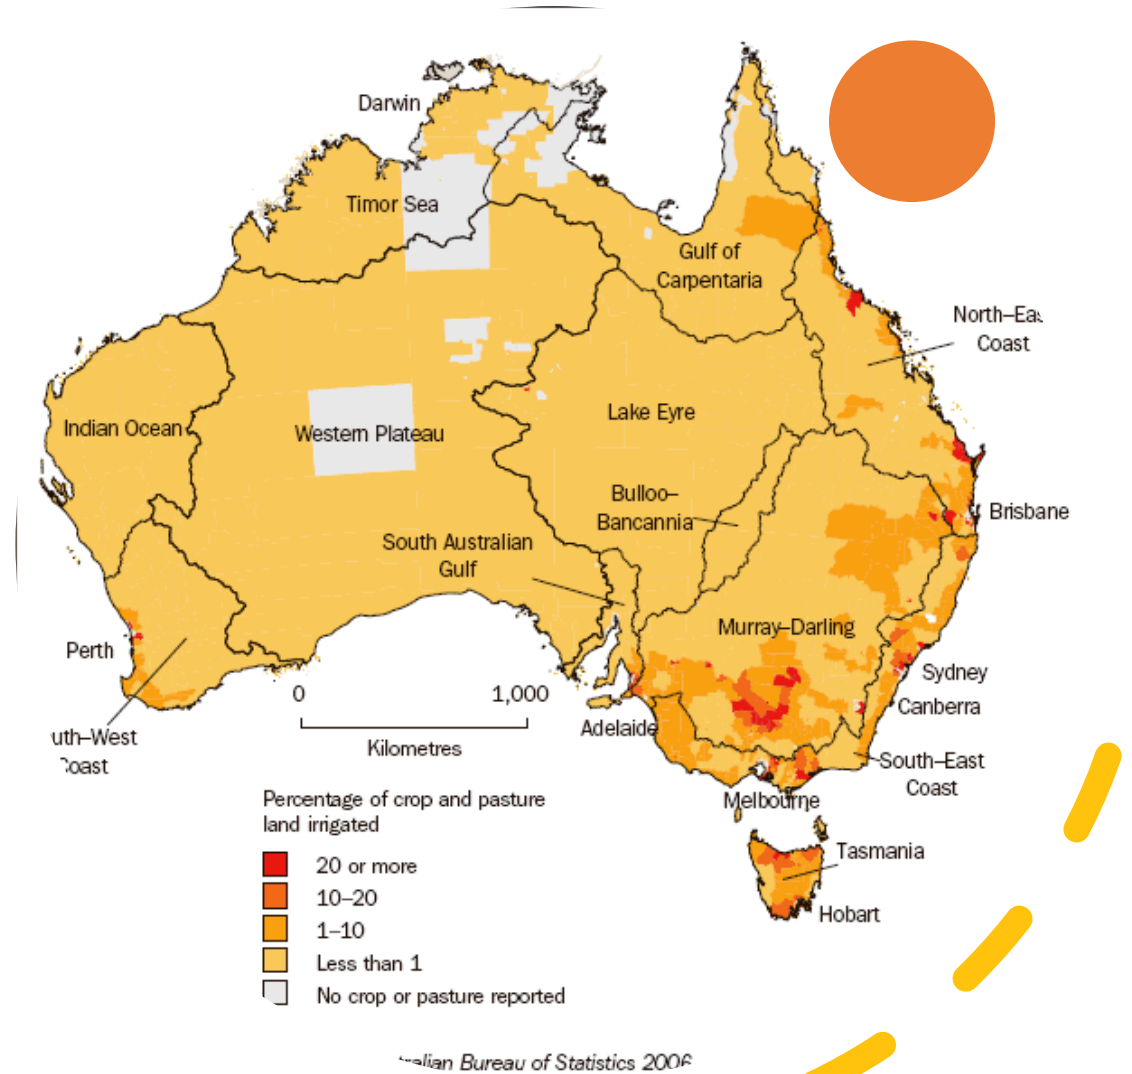 Darwin
Timor Sea
Gulf of
Carpentaria
North–Eas
Coast
Indian Ocean
Western Plateau
Lake Eyre
Bulloo–
Bancannia
Brisbane
South Australian
Gulf
Murray–Darling
Perth
Sydney
Canberra
0 1,000
Kilometres
Adelaide
uth–West
Coast
South–East
Coast
Melbourne
Percentage of crop and pasture
land irrigated
20 or more
10–20
1–10
Less than 1
No crop or pasture reported
Tasmania
Hobart
ralian Bureau of Statistics 2006